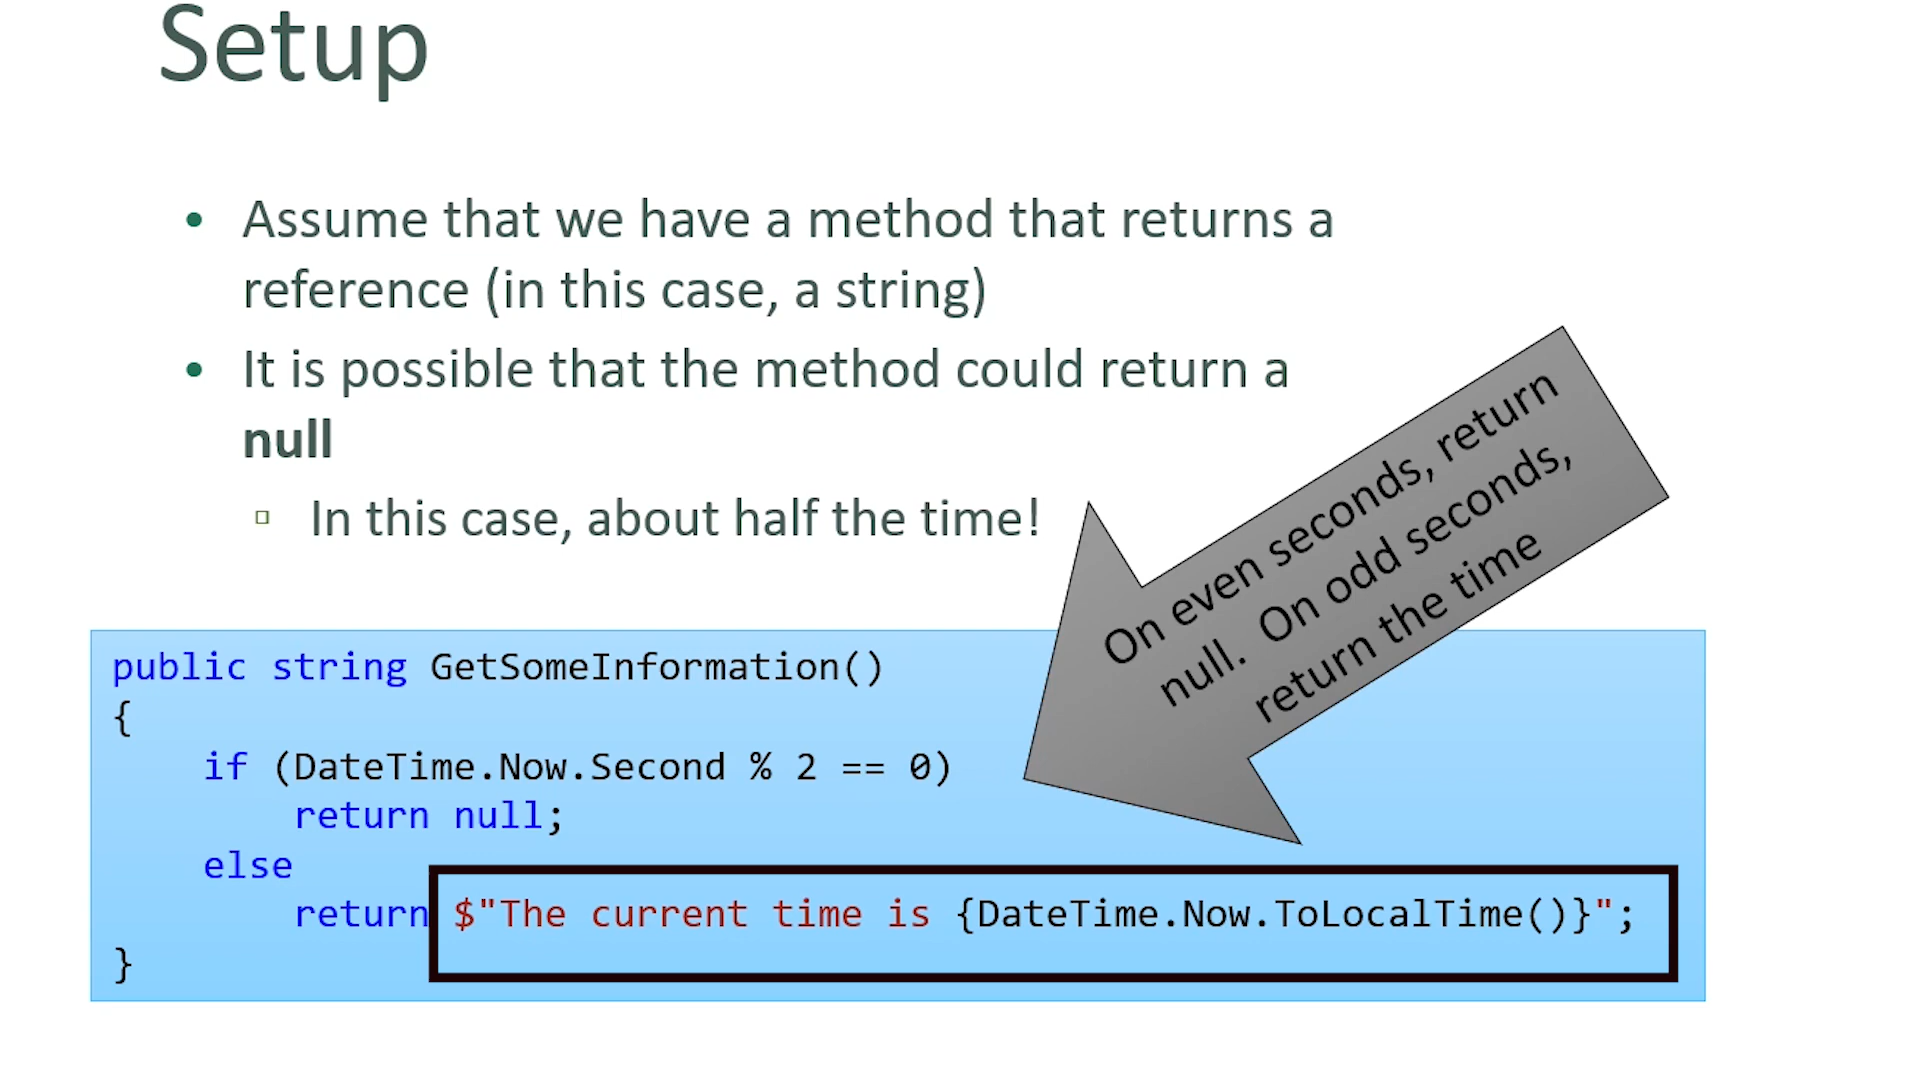 Setup
• Assume that we have a method that returns a
reference (in this case, a string)
• It is possible that the method could return a
null
▫ In this case, about half the time!
On even seconds, return
null.  On odd seconds,
return the time
public string GetSomeInformation()
{
    if (DateTime.Now.Second % 2 == 0)
        return null;
    else
        return $"The current time is {DateTime.Now.ToLocalTime()}";
}